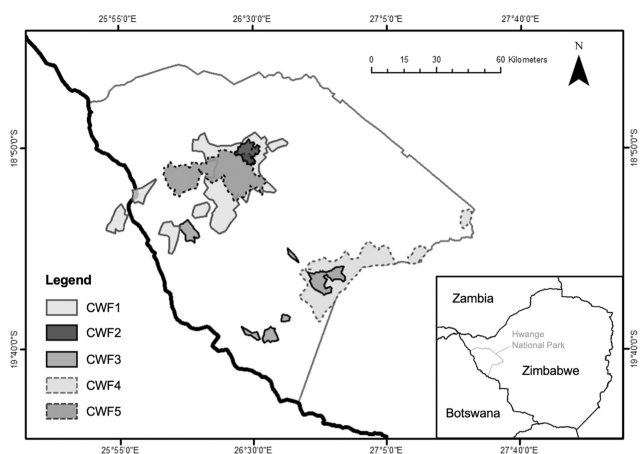 25°55'0"E 26°30'0"E 27°5'0"E 27°40'0"E
N
0 15 30 60 Kilometers
18°50'0"S 18°50'0"S
19°40'0"S 19°40'0"S
Legend
CWF1
CWF2
CWF3
CWF4
CWF5
Zambia
Hwange
National Park
Zimbabwe
Botswana
25°55'0"E 26°30'0"E 27°5'0"E 27°40'0"E